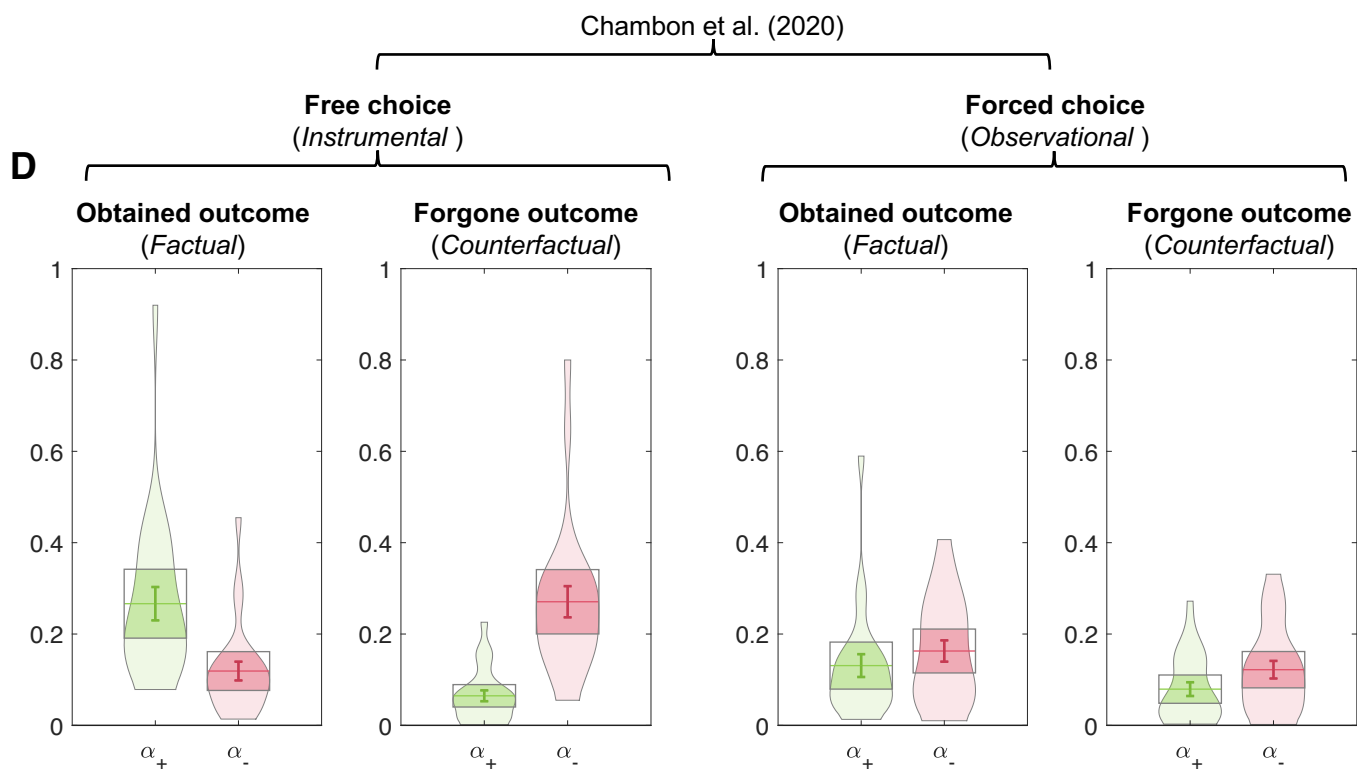 Chambon et al. (2020)
Free choice
(Instrumental )
Forced choice
(Observational )
D
Obtained outcome
(Factual)
Forgone outcome
(Counterfactual)
Obtained outcome
(Factual)
Forgone outcome
(Counterfactual)
1
0.8
0.6
0.4
0.2
0
α+
α-
1
0.8
0.6
0.4
0.2
0
α+
α-
1
0.8
0.6
0.4
0.2
0
α+
α-
1
0.8
0.6
0.4
0.2
0
α+
α-